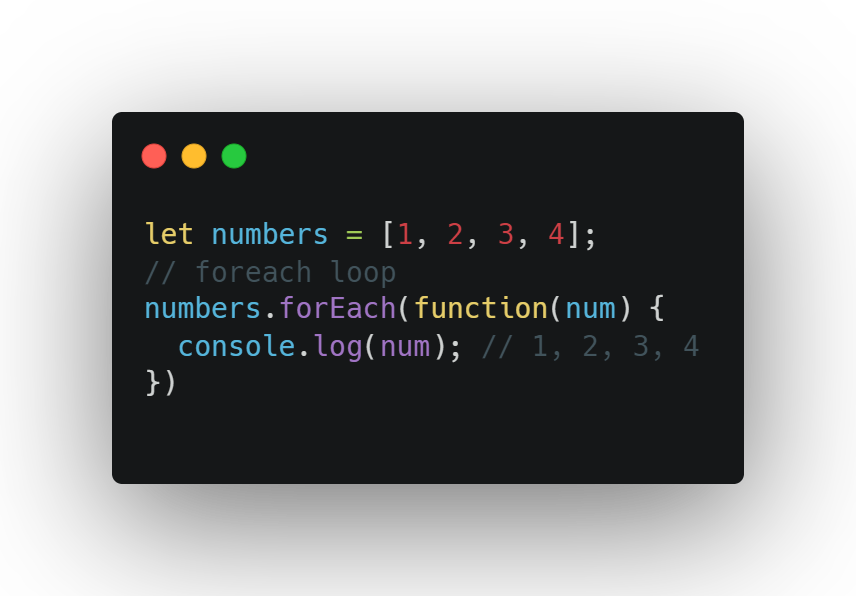 let numbers = [1, 2, 3, 4];
// foreach loop
numbers.forEach(function(num) {
  console.log(num); // 1, 2, 3, 4
})